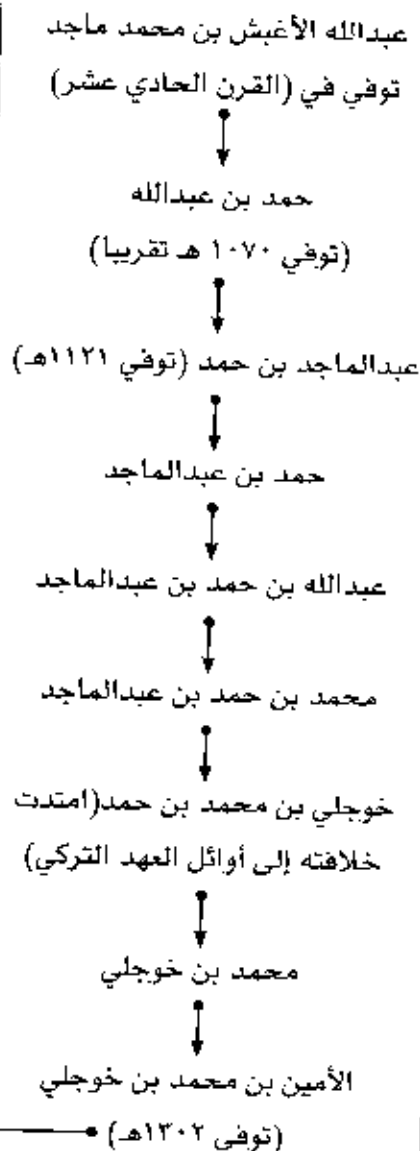 عبدالله الأغبش بن محمد ماجد
توفي في (القرن الحادي عشر)
حمد بن عبدالله
(توفي ١٠٧٠ هـ تقريبا)
عبدالماجد بن حمد (توفي ١١٢١هـ)
حمد بن عبدالماجد
عبدالله بن حمد بن عبدالماجد
محمد بن حمد بن عبدالماجد
خوجلي بن محمد بن حمد(امتدت
خلافته إلى أوائل العهد التركي)
محمد بن خوجلي
الأمين بن محمد بن خوجلي
(توفي ١٣٠٢هـ)